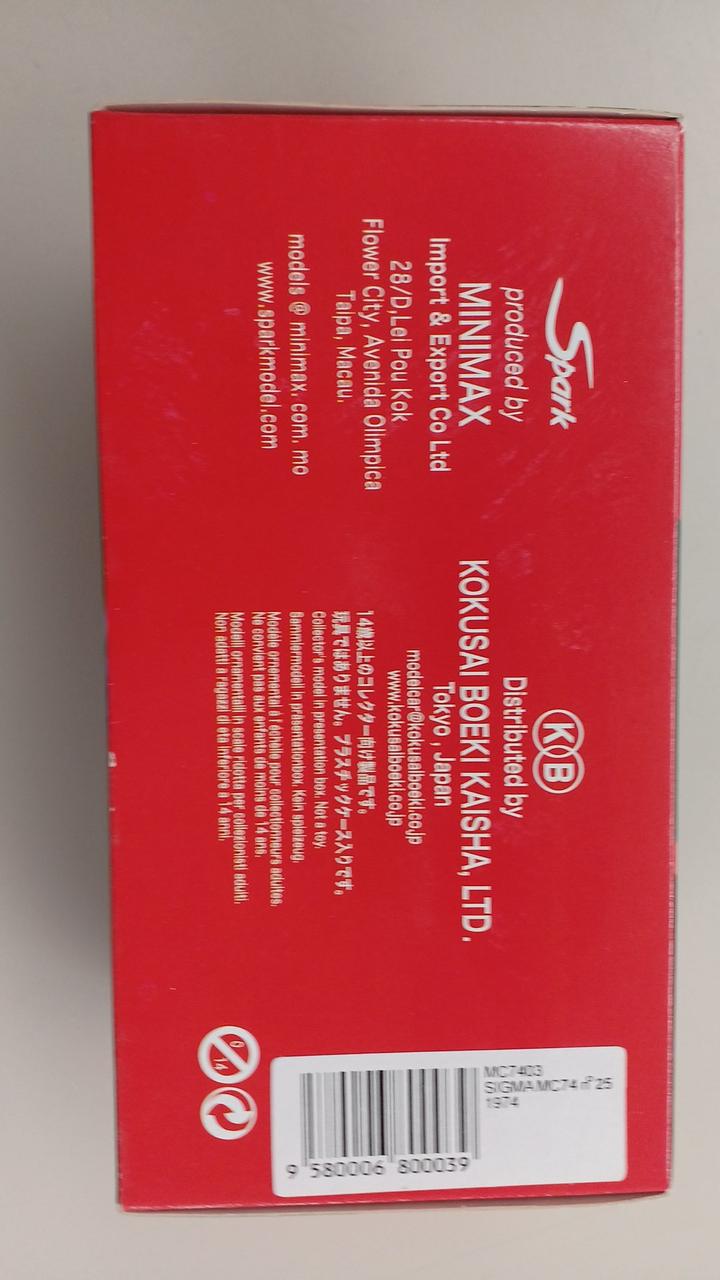 Spark
produced by
MINIMAX
Import & Export Co Ltd
28/D,Lei Pou Kok
Flower City, Avenida Olimpica
Taipa, Macau.
models @ minimax. com. mo
www.sparkmodel.com
KB
Distributed by
KOKUSAI BOEKI KAISHA, LTD.
Tokyo , Japan
modelcar@kokusaiboeki.co.jp
www.kokusaiboeki.co.jp
14歳以上のコレクター向け製品です。
玩具ではありません。プラスチックケース入りです。
Collector's model in presentation box. Not a toy.
Sammlermodell in präsentationbox. Kein spielzeug.
Modèle ornemental à l'échelle pour collectionneurs adultes.
Ne convient pas aux enfants de moins de 14 ans.
Modelli ornamentali in scale ridotta per colezionisti adulti.
Non adatti a ragazzi di età inferiore a 14 anni.
0 14
MC7403
SIGMA MC74 n°25
1974
9 580006 800039